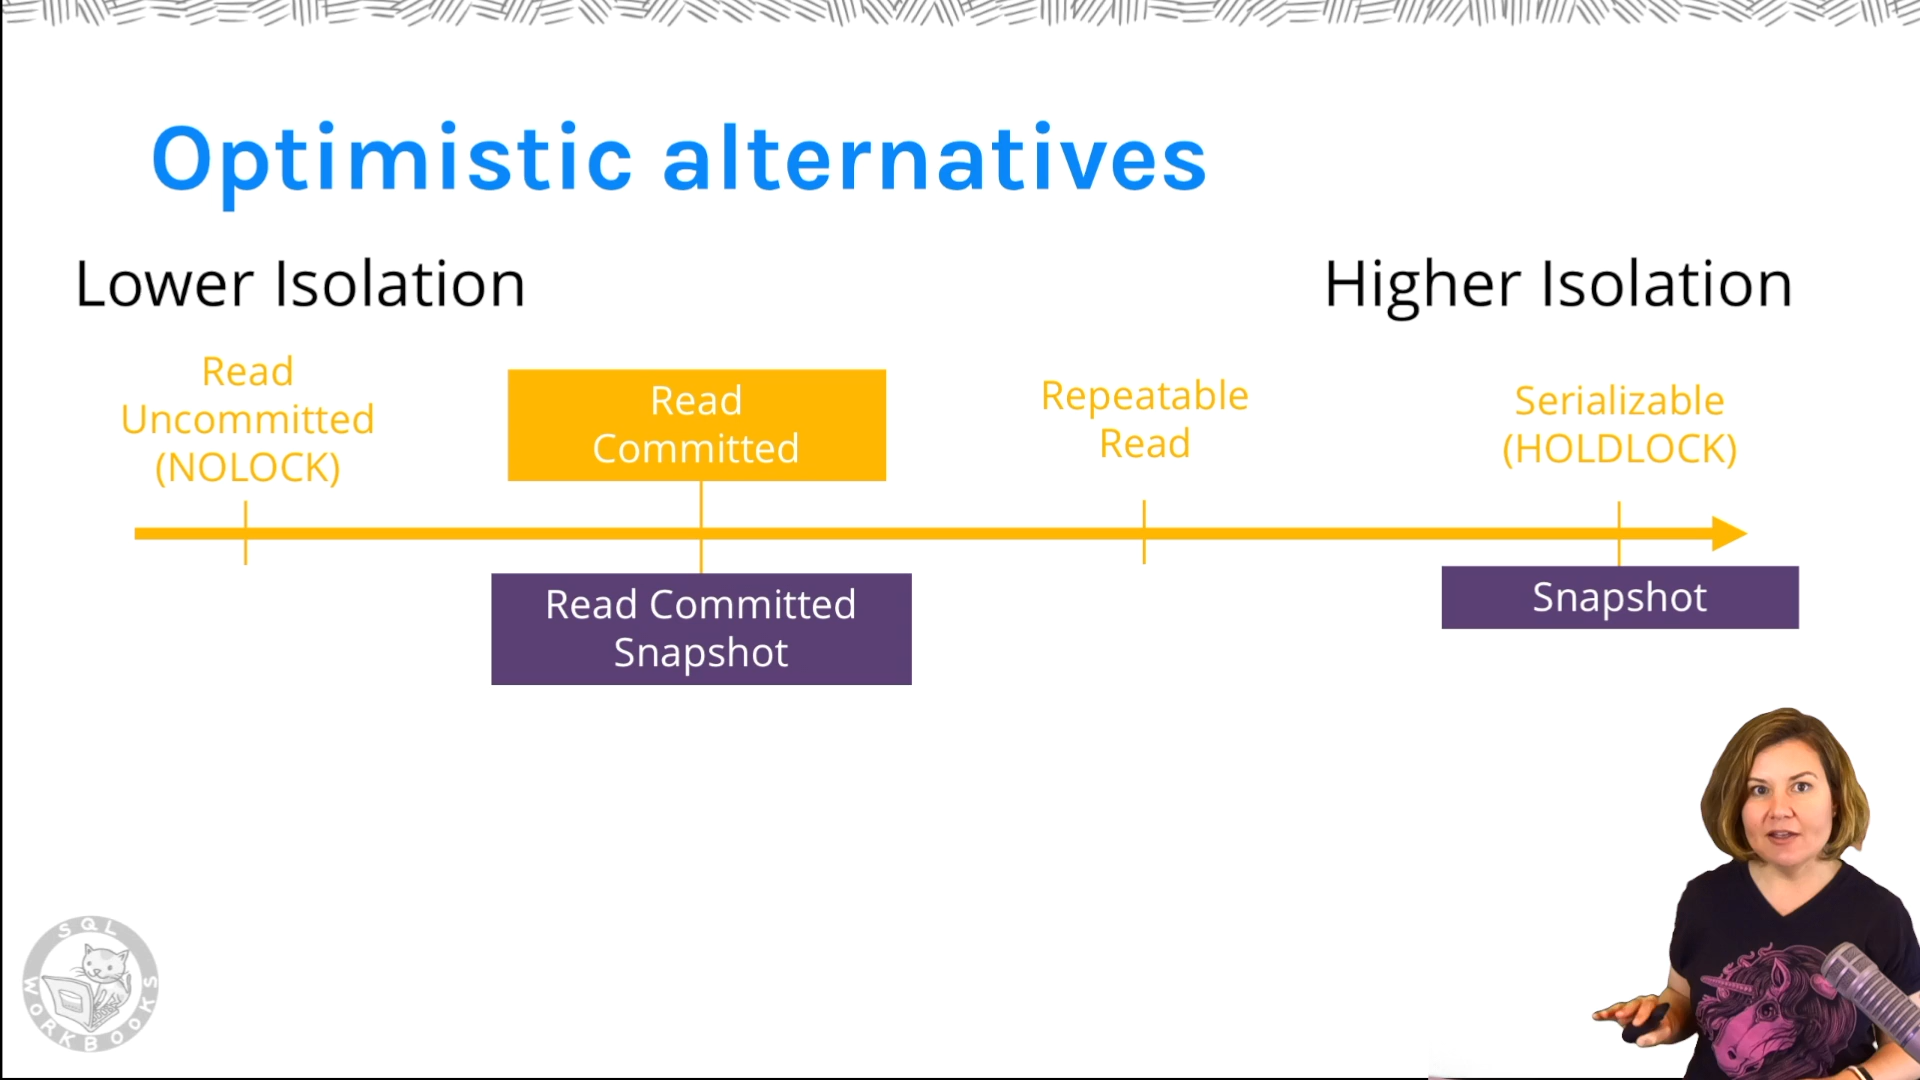 Optimistic alternatives
Lower Isolation
Higher Isolation
Read
Uncommitted
(NOLOCK)
Read
Committed
Repeatable
Read
Serializable
(HOLDLOCK)
Read Committed
Snapshot
Snapshot
SQL
WORKBOOKS